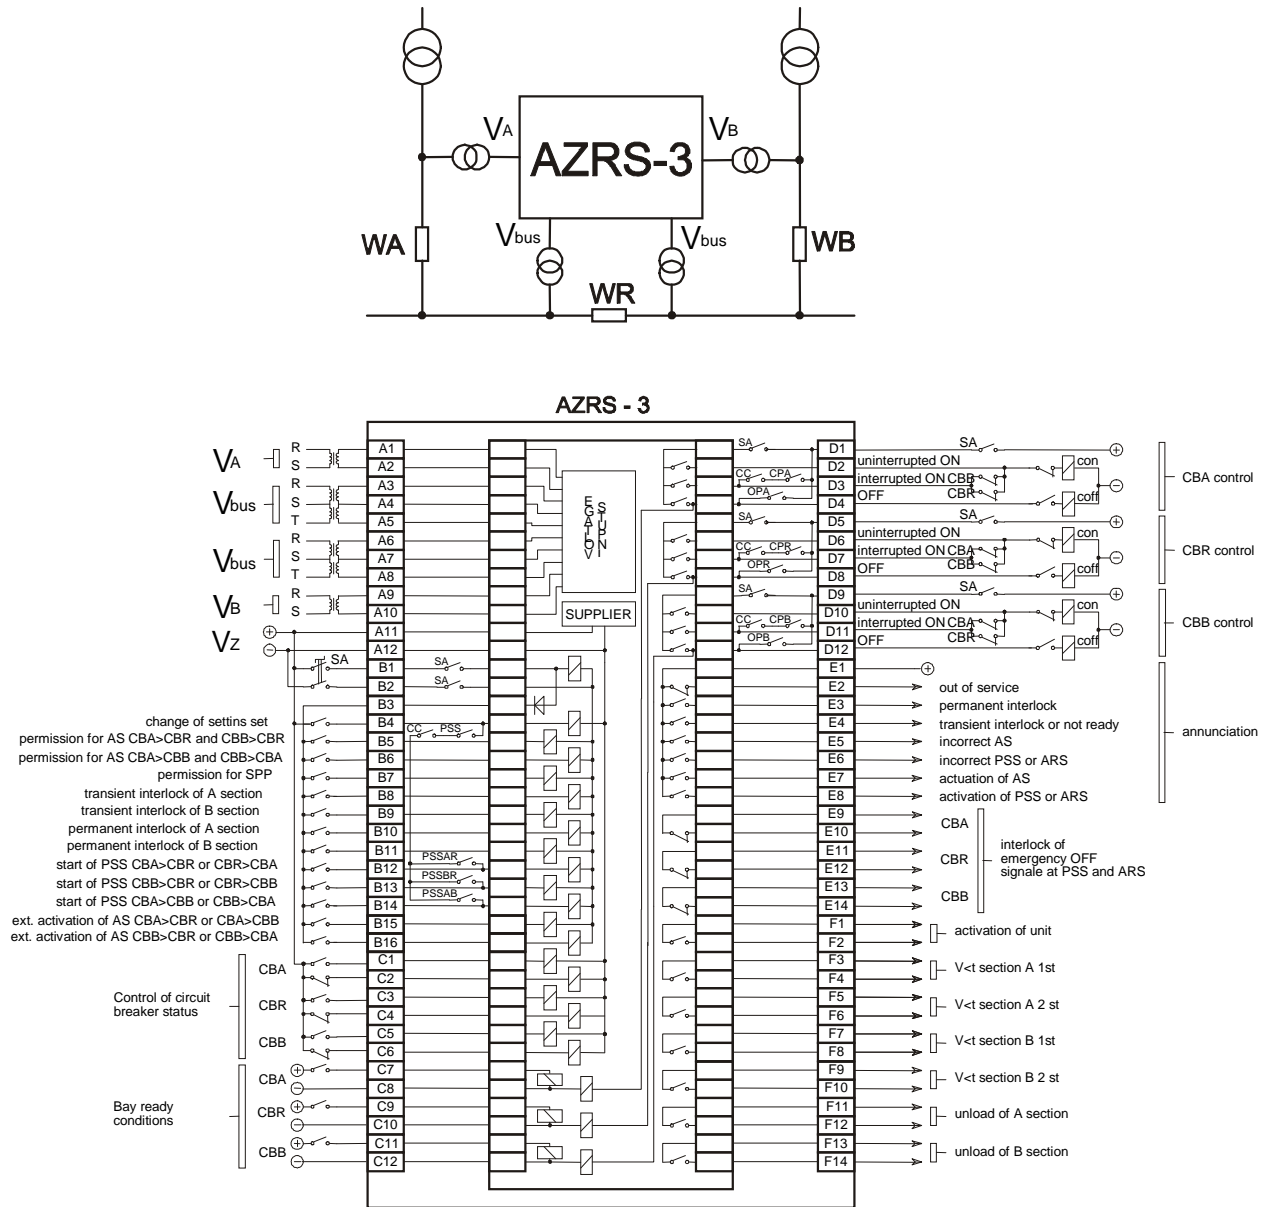 VA
AZRS-3
VB
Vbus
Vbus
WA
WB
WR
AZRS - 3
VA
R
S
Vbus
R
S
T
Vbus
R
S
T
VB
R
S
VZ
+
-
SA
change of settins set
permission for AS CBA>CBR and CBB>CBR
permission for AS CBA>CBB and CBB>CBA
permission for SPP
transient interlock of A section
transient interlock of B section
permanent interlock of A section
permanent interlock of B section
start of PSS CBA>CBR or CBR>CBA
start of PSS CBB>CBR or CBR>CBB
start of PSS CBA>CBB or CBB>CBA
ext. activation of AS CBA>CBR or CBA>CBB
ext. activation of AS CBB>CBR or CBB>CBA
Control of circuit
breaker status
CBA
CBR
CBB
Bay ready
conditions
CBA
+
-
CBR
+
-
CBB
+
-
A1
A2
A3
A4
A5
A6
A7
A8
A9
A10
A11
A12
B1
B2
B3
B4
B5
B6
B7
B8
B9
B10
B11
B12
B13
B14
B15
B16
C1
C2
C3
C4
C5
C6
C7
C8
C9
C10
C11
C12
SA
SA
CC PSS
PSSAR
PSSBR
PSSAB
VOLTAGE
INPUTS
SUPPLIER
SA
CC CPA
OPA
SA
CC CPR
OPR
SA
CC CPB
OPB
D1
D2
D3
D4
D5
D6
D7
D8
D9
D10
D11
D12
E1
E2
E3
E4
E5
E6
E7
E8
E9
E10
E11
E12
E13
E14
F1
F2
F3
F4
F5
F6
F7
F8
F9
F10
F11
F12
F13
F14
SA +
uninterrupted ON con
interrupted ON CBB -
OFF CBR coff
CBA control
SA +
uninterrupted ON con
interrupted ON CBA -
OFF CBB coff
CBR control
SA +
uninterrupted ON con
interrupted ON CBA -
OFF CBR coff
CBB control
+
out of service
permanent interlock
transient interlock or not ready
incorrect AS
incorrect PSS or ARS
actuation of AS
activation of PSS or ARS
annunciation
CBA
CBR
CBB
interlock of
emergency OFF
signale at PSS and ARS
activation of unit
V<t section A 1st
V<t section A 2 st
V<t section B 1st
V<t section B 2 st
unload of A section
unload of B section